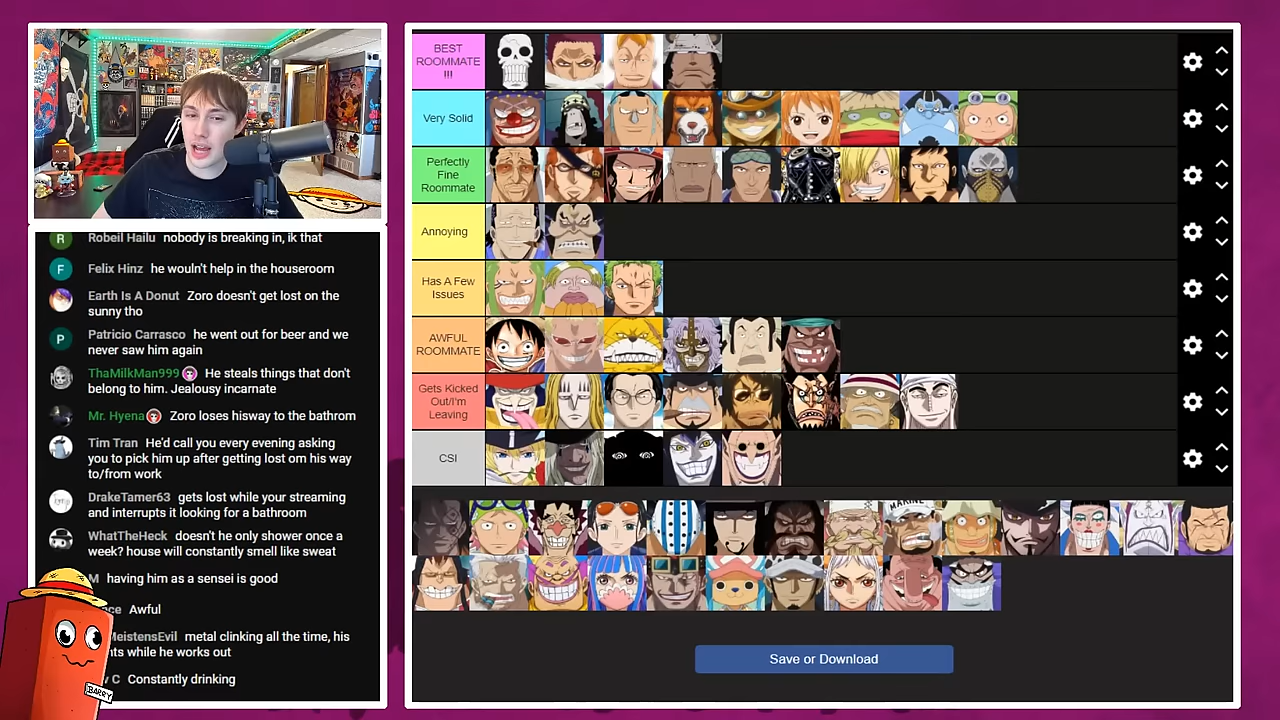 Robeil Hailu nobody is breaking in, ik that
Felix Hinz he wouln't help in the houseroom
Earth Is A Donut Zoro doesn't get lost on the
sunny tho
Patricio Carrasco he went out for beer and we
never saw him again
ThaMilkMan999 He steals things that don't
belong to him. Jealousy incarnate
Mr. Hyena Zoro loses hisway to the bathrom
Tim Tran He'd call you every evening asking
you to pick him up after getting lost om his way
to/from work
DrakeTamer63 gets lost while your streaming
and interrupts it looking for a bathroom
WhatTheHeck doesn't he only shower once a
week? house will constantly smell like sweat
M having him as a sensei is good
Awful
MeistensEvil metal clinking all the time, his
while he works out
C Constantly drinking
BARRY
BEST
ROOMMATE
!!!
Very Solid
Perfectly
Fine
Roommate
Annoying
Has A Few
Issues
AWFUL
ROOMMATE
Gets Kicked
Out/I'm
Leaving
CSI
MARINE
Save or Download